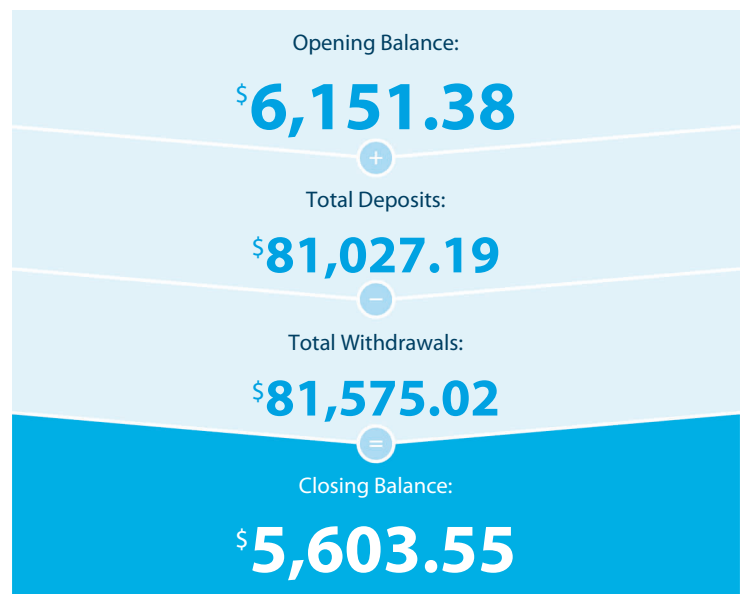 Opening Balance:
$6,151.38
+
Total Deposits:
$81,027.19
−
Total Withdrawals:
$81,575.02
=
Closing Balance:
$5,603.55